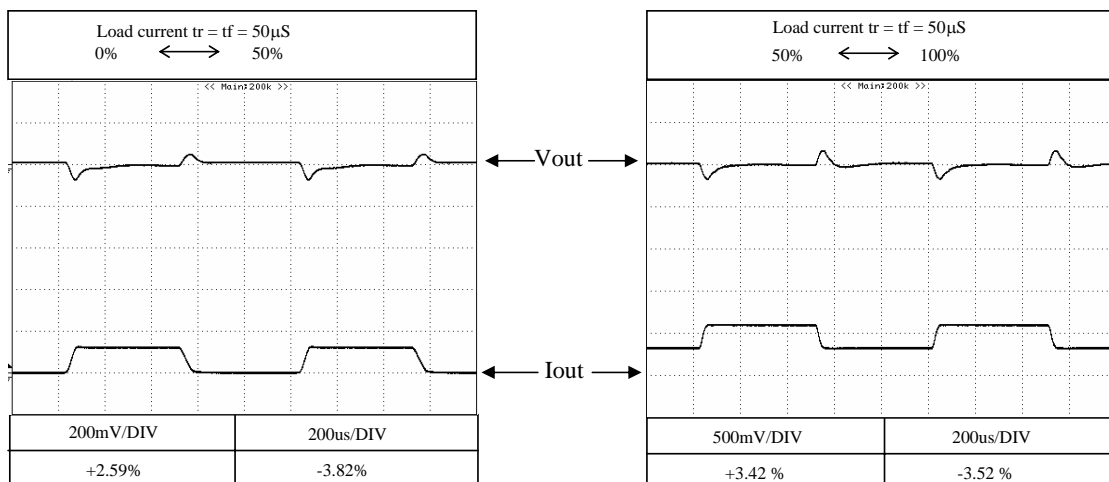 Load current tr = tf = 50µS
0% ⟷ 50%
<< Main:200k >>
200mV/DIV 200us/DIV
+2.59% -3.82%
Vout
Iout
Load current tr = tf = 50µS
50% ⟷ 100%
<< Main:200k >>
500mV/DIV 200us/DIV
+3.42 % -3.52 %